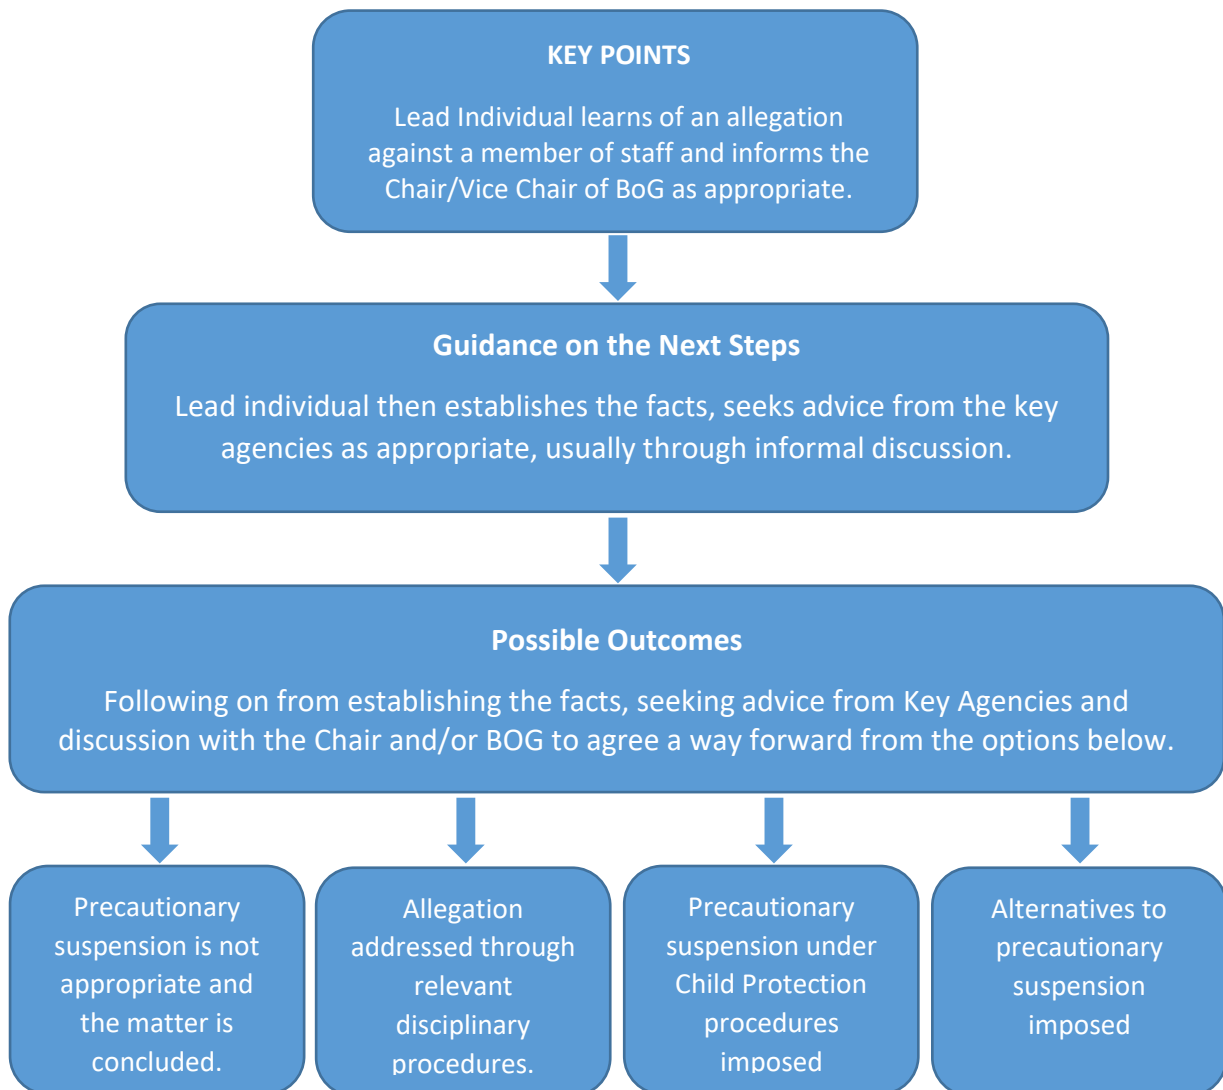 KEY POINTS
Lead Individual learns of an allegation
against a member of staff and informs the
Chair/Vice Chair of BoG as appropriate.
Guidance on the Next Steps
Lead individual then establishes the facts, seeks advice from the key
agencies as appropriate, usually through informal discussion.
Possible Outcomes
Following on from establishing the facts, seeking advice from Key Agencies and
discussion with the Chair and/or BOG to agree a way forward from the options below.
Precautionary
suspension is not
appropriate and
the matter is
concluded.
Allegation
addressed through
relevant
disciplinary
procedures.
Precautionary
suspension under
Child Protection
procedures
imposed
Alternatives to
precautionary
suspension
imposed